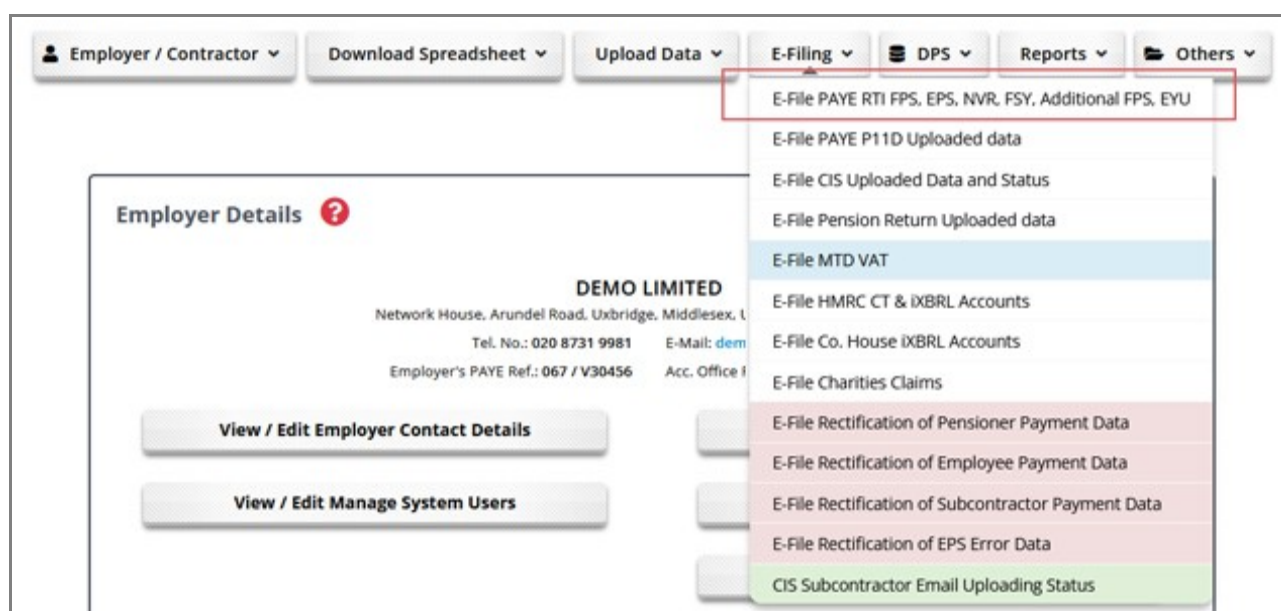 Employer / Contractor Download Spreadsheet Upload Data E-Filing DPS Reports Others
E-File PAYE RTI FPS, EPS, NVR, FSY, Additional FPS, EYU
E-File PAYE P11D Uploaded data
E-File CIS Uploaded Data and Status
E-File Pension Return Uploaded data
E-File MTD VAT
E-File HMRC CT & iXBRL Accounts
E-File Co. House iXBRL Accounts
E-File Charities Claims
E-File Rectification of Pensioner Payment Data
E-File Rectification of Employee Payment Data
E-File Rectification of Subcontractor Payment Data
E-File Rectification of EPS Error Data
CIS Subcontractor Email Uploading Status
Employer Details ?
DEMO LIMITED
Network House, Arundel Road, Uxbridge, Middlesex,
Tel. No.: 020 8731 9981 E-Mail: dem
Employer's PAYE Ref.: 067 / V30456 Acc. Office
View / Edit Employer Contact Details
View / Edit Manage System Users